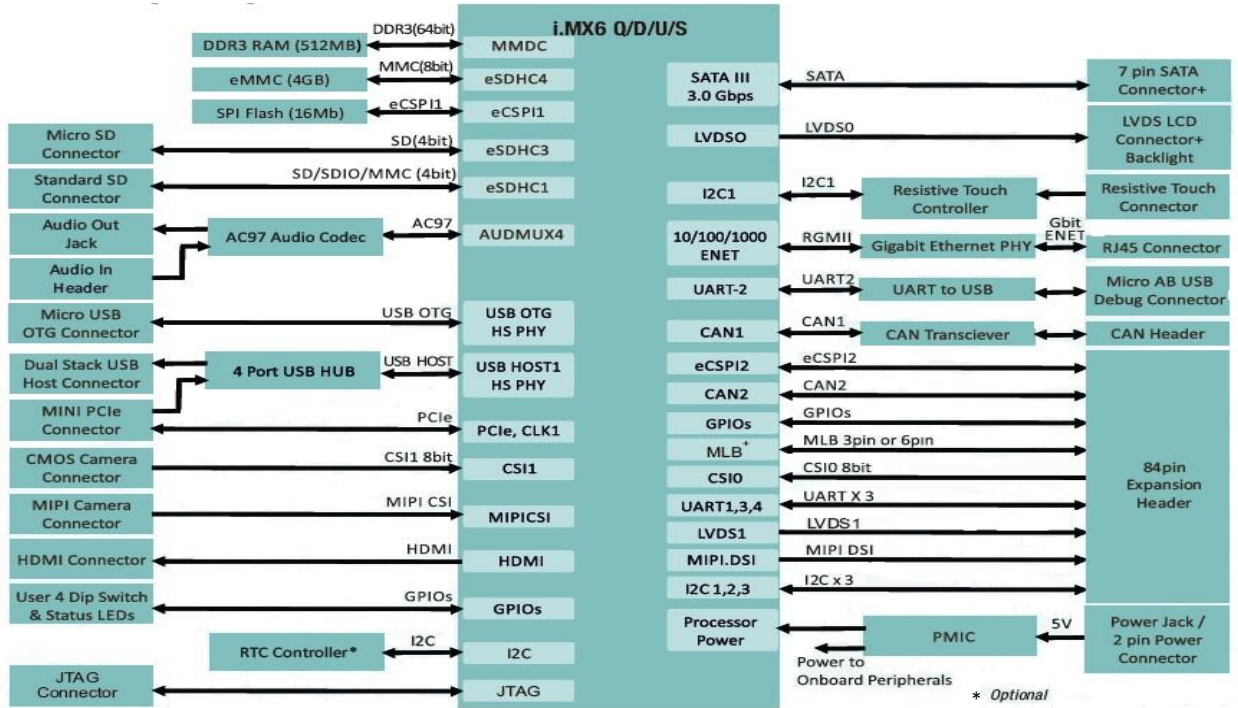 i.MX6 Q/D/U/S
DDR3 RAM (512MB)
DDR3(64bit)
MMDC
eMMC (4GB)
MMC(8bit)
eSDHC4
SPI Flash (16Mb)
eCSPI1
eCSPI1
Micro SD
Connector
SD(4bit)
eSDHC3
Standard SD
Connector
SD/SDIO/MMC (4bit)
eSDHC1
Audio Out
Jack
AC97 Audio Codec
AC97
AUDMUX4
Audio In
Header
Micro USB
OTG Connector
USB OTG
USB OTG
HS PHY
Dual Stack USB
Host Connector
4 Port USB HUB
USB HOST
USB HOST1
HS PHY
MINI PCIe
Connector
PCIe
PCIe, CLK1
CMOS Camera
Connector
CSI1 8bit
CSI1
MIPI Camera
Connector
MIPI CSI
MIPICSI
HDMI Connector
HDMI
HDMI
User 4 Dip Switch
& Status LEDs
GPIOs
GPIOs
RTC Controller*
I2C
I2C
JTAG
Connector
JTAG
SATA III
3.0 Gbps
SATA
7 pin SATA
Connector+
LVDSO
LVDS0
LVDS LCD
Connector+
Backlight
I2C1
I2C1
Resistive Touch
Controller
Resistive Touch
Connector
10/100/1000
ENET
RGMII
Gigabit Ethernet PHY
Gbit
ENET
RJ45 Connector
UART-2
UART2
UART to USB
Micro AB USB
Debug Connector
CAN1
CAN1
CAN Transciever
CAN Header
eCSPI2
eCSPI2
CAN2
CAN2
GPIOs
GPIOs
MLB+
MLB 3pin or 6pin
CSI0
CSI0 8bit
UART1,3,4
UART X 3
LVDS1
LVDS1
MIPI.DSI
MIPI DSI
I2C 1,2,3
I2C x 3
84pin
Expansion
Header
Processor
Power
PMIC
5V
Power Jack /
2 pin Power
Connector
Power to
Onboard Peripherals
* Optional